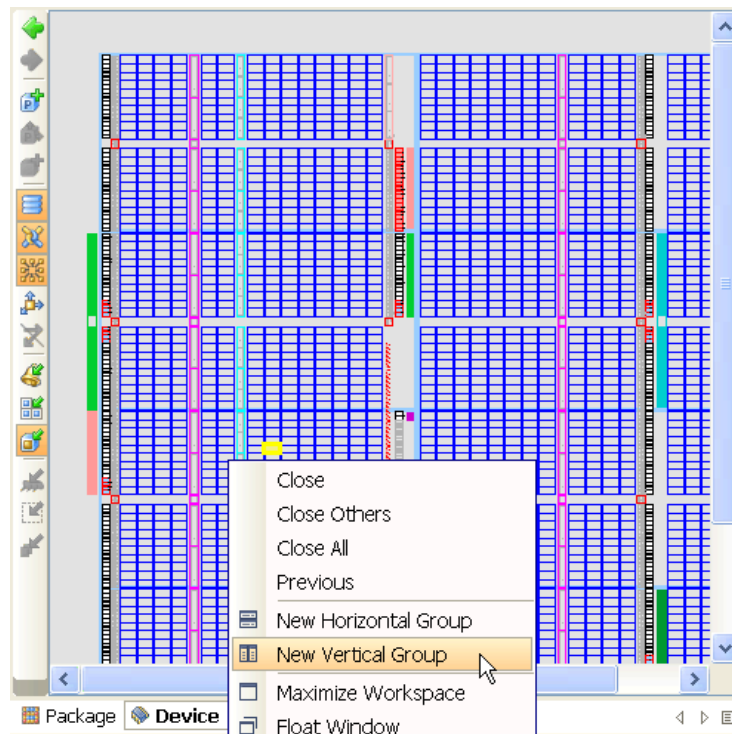 Close
Close Others
Close All
Previous
New Horizontal Group
New Vertical Group
Maximize Workspace
Float Window
Package Device